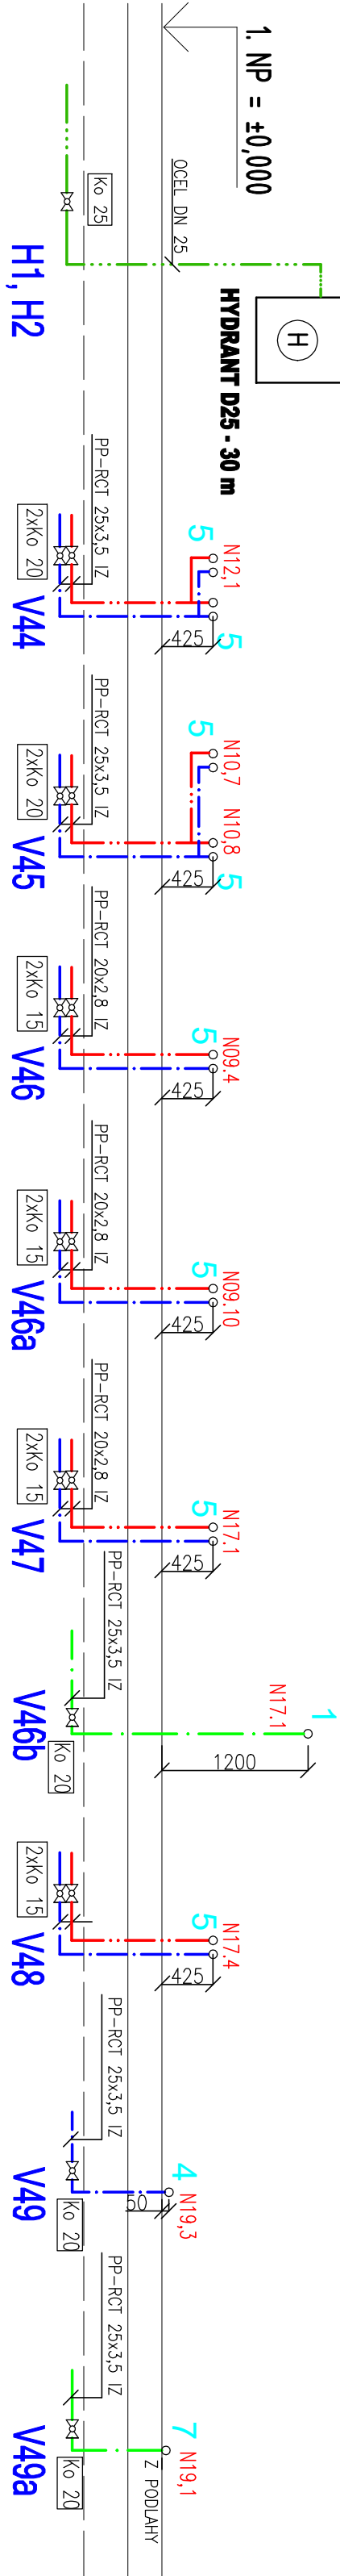 1. NP = ±0,000
OCEL DN 25
Ko 25
H1, H2
H
HYDRANT D25 - 30 m
PP-RCT 25x3,5 IZ
2xKo 20
V44
5
N12,1
5
425
PP-RCT 25x3,5 IZ
2xKo 20
V45
5
N10,7
N10,8
5
425
PP-RCT 20x2,8 IZ
2xKo 15
V46
5
N09.4
425
PP-RCT 20x2,8 IZ
2xKo 15
V46a
5
N09.10
425
PP-RCT 20x2,8 IZ
2xKo 15
V47
5
N17.1
425
PP-RCT 25x3,5 IZ
Ko 20
V46b
1
N17.1
1200
2xKo 15
V48
5
N17.4
425
PP-RCT 25x3,5 IZ
Ko 20
V49
4
N19,3
50
PP-RCT 25x3,5 IZ
Ko 20
V49a
7
N19,1
Z PODLAHY